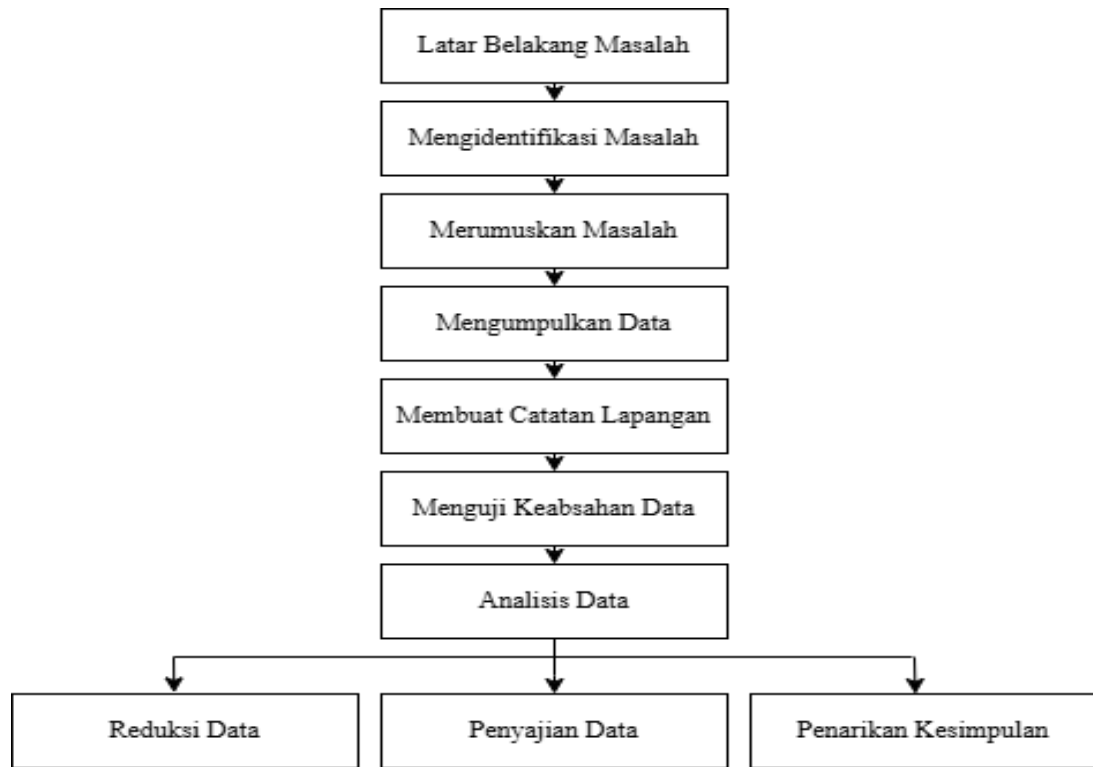 Latar Belakang Masalah
Mengidentifikasi Masalah
Merumuskan Masalah
Mengumpulkan Data
Membuat Catatan Lapangan
Menguji Keabsahan Data
Analisis Data
Reduksi Data
Penyajian Data
Penarikan Kesimpulan